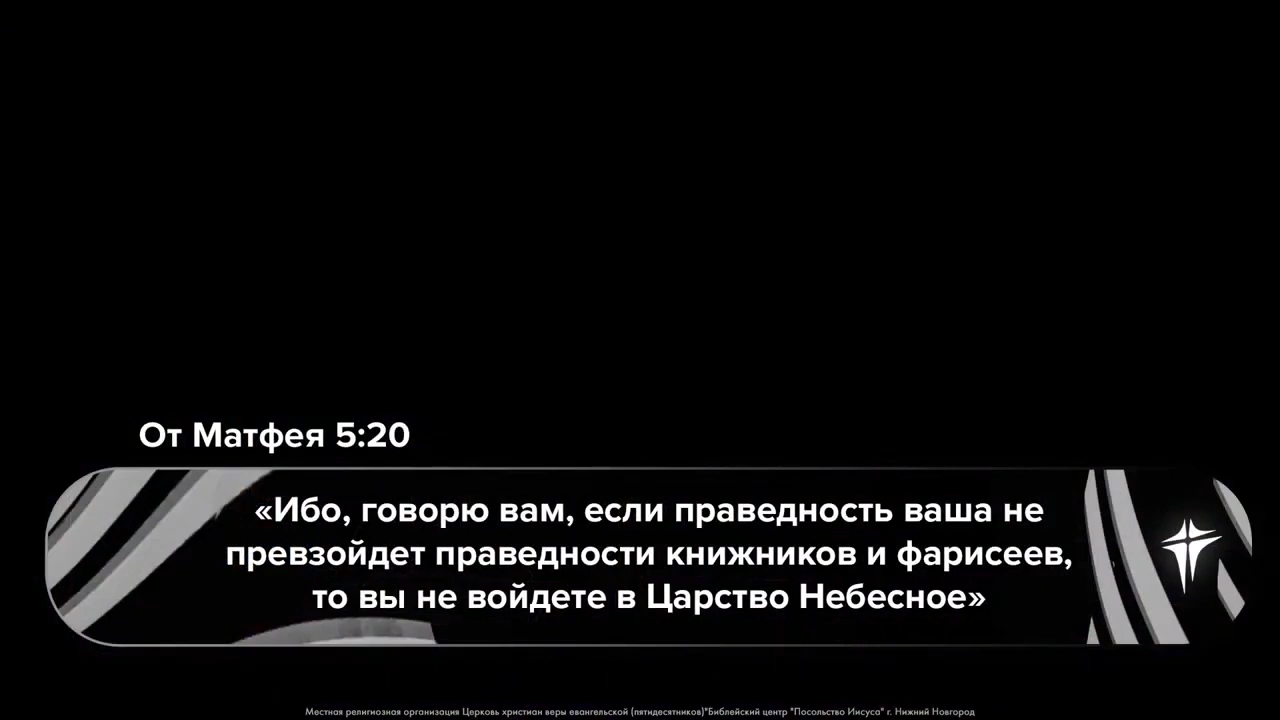 От Матфея 5:20
«Ибо, говорю вам, если праведность ваша не
превзойдет праведности книжников и фарисеев,
то вы не войдете в Царство Небесное»
Местная религиозная организация Церковь христиан веры евангельской (пятидесятников)"Библейский центр "Посольство Иисуса" г. Нижний Новгород